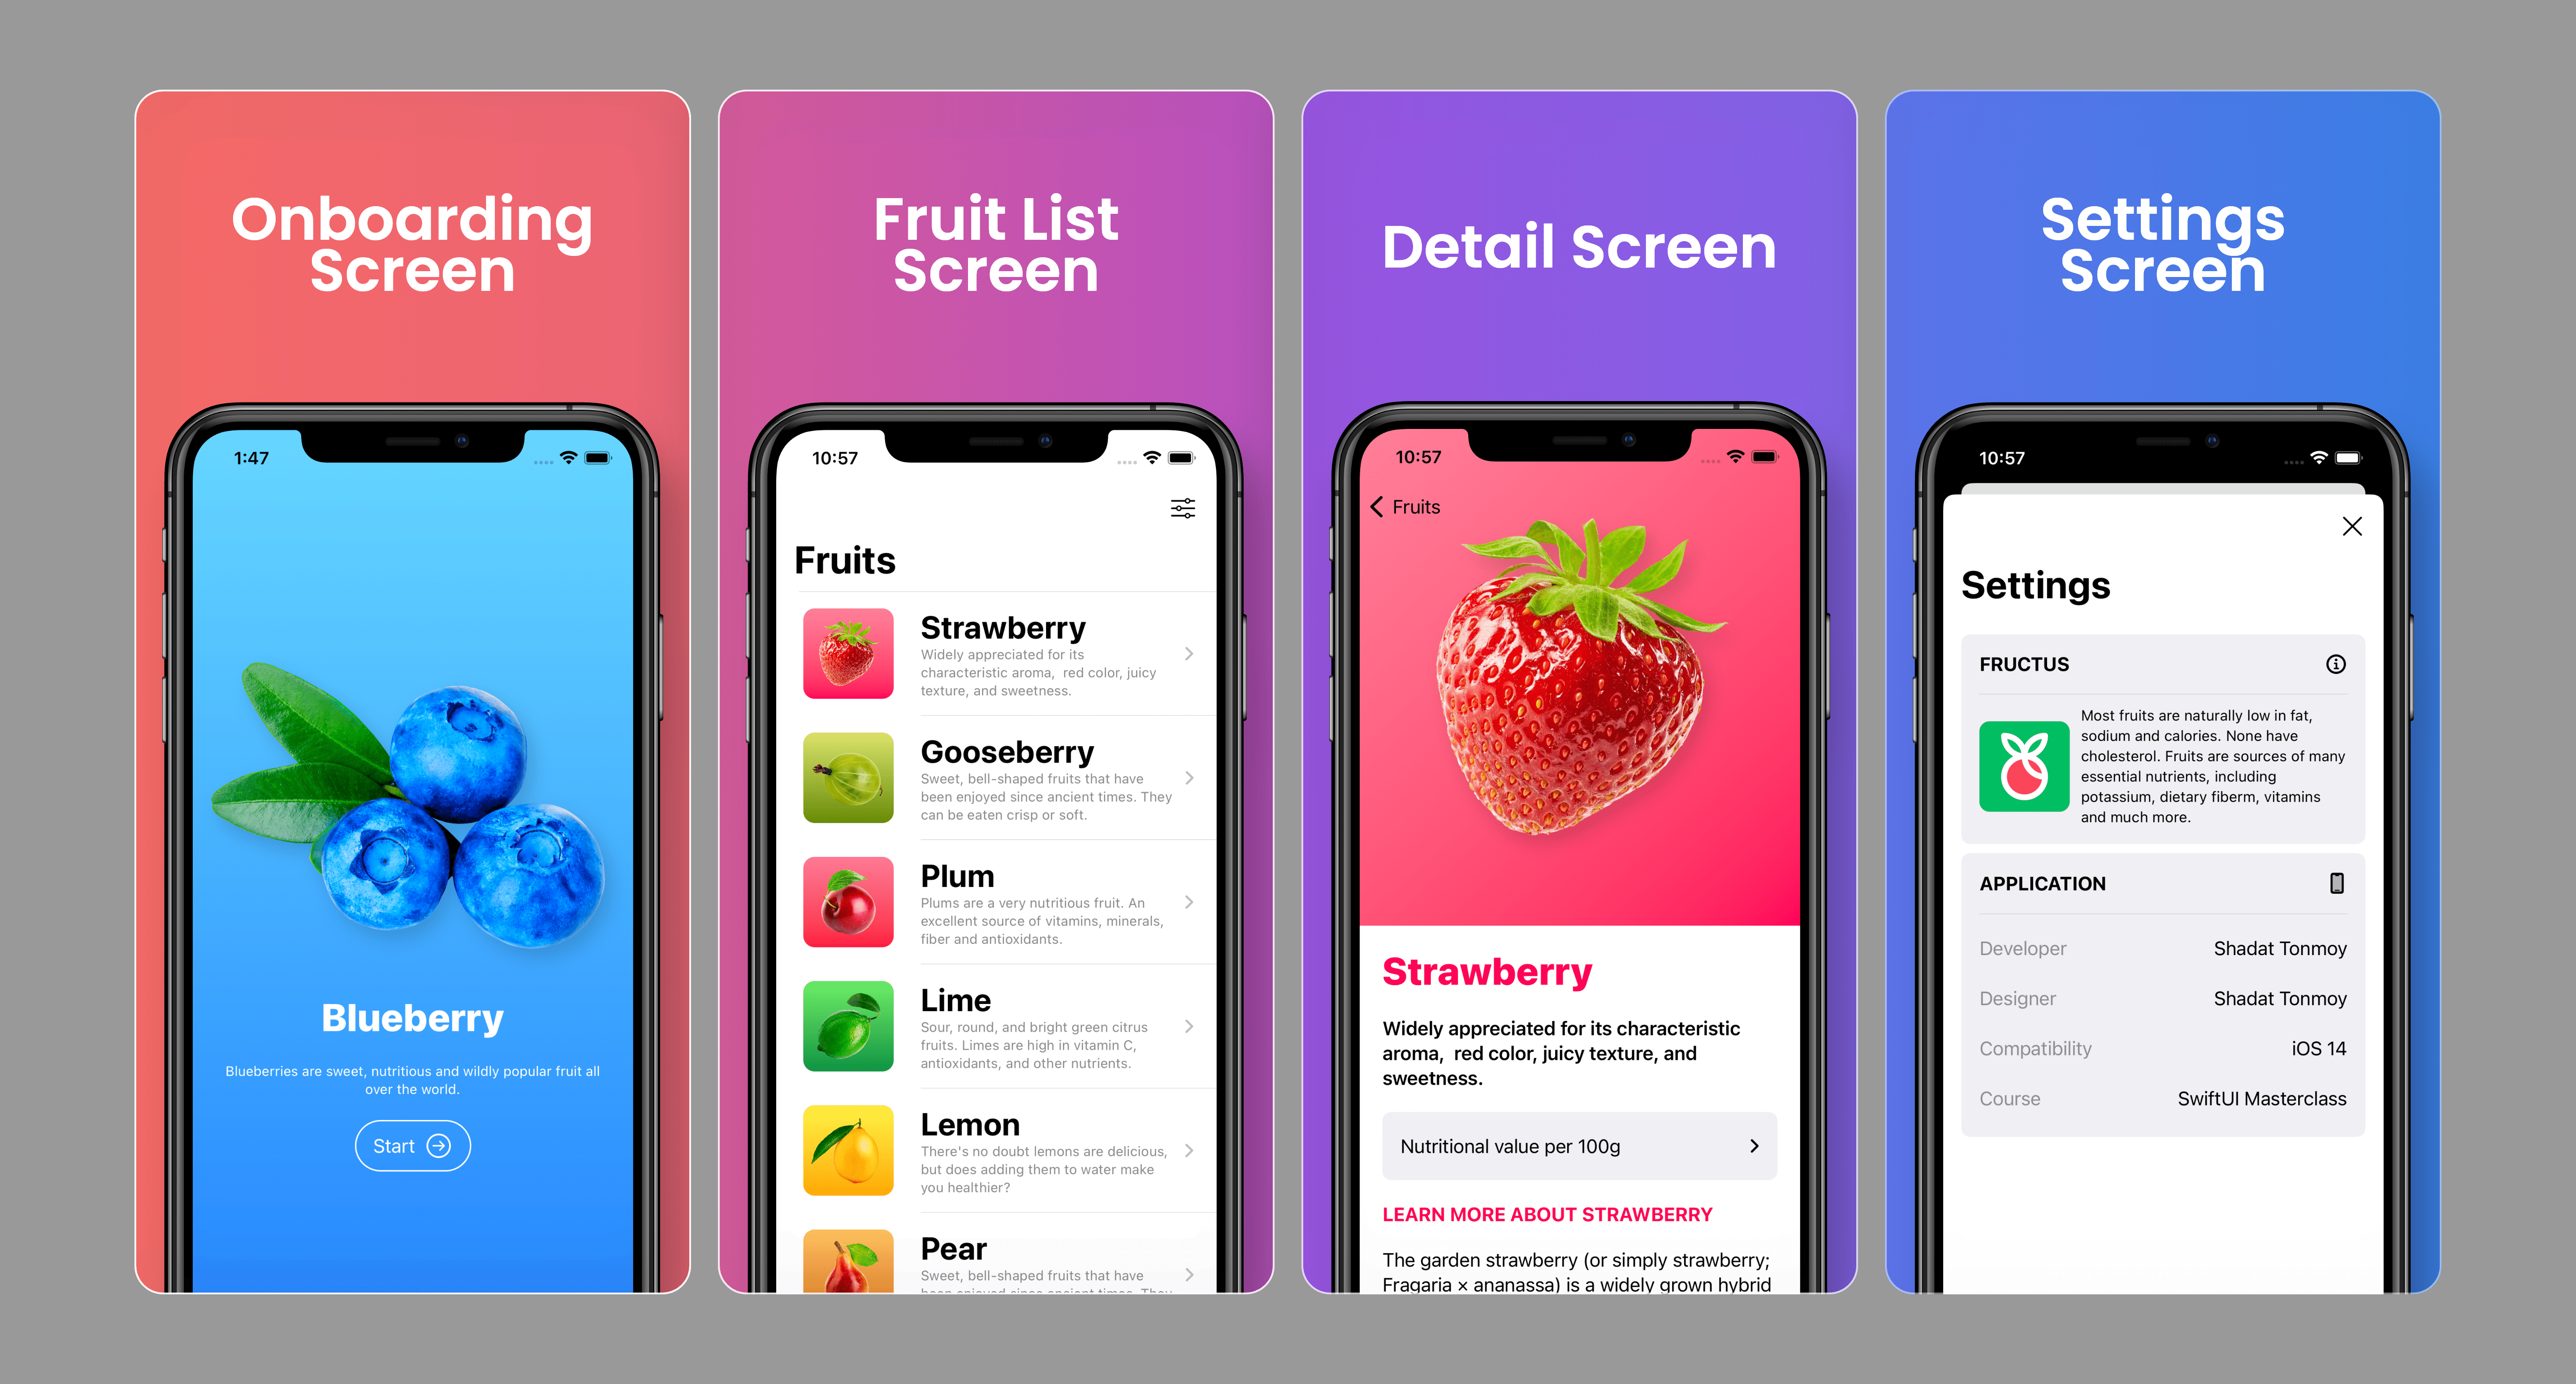 Onboarding
Screen
1:47
Blueberry
Blueberries are sweet, nutritious and wildly popular fruit all
over the world.
Start
Fruit List
Screen
10:57
Fruits
Strawberry
Widely appreciated for its
characteristic aroma,  red color, juicy
texture, and sweetness.
Gooseberry
Sweet, bell-shaped fruits that have
been enjoyed since ancient times. They
can be eaten crisp or soft.
Plum
Plums are a very nutritious fruit. An
excellent source of vitamins, minerals,
fiber and antioxidants.
Lime
Sour, round, and bright green citrus
fruits. Limes are high in vitamin C,
antioxidants, and other nutrients.
Lemon
There's no doubt lemons are delicious,
but does adding them to water make
you healthier?
Pear
Sweet, bell-shaped fruits that have
been enjoyed since ancient times. They
Detail Screen
10:57
Fruits
Strawberry
Widely appreciated for its characteristic
aroma,  red color, juicy texture, and
sweetness.
Nutritional value per 100g
LEARN MORE ABOUT STRAWBERRY
The garden strawberry (or simply strawberry;
Fragaria × ananassa) is a widely grown hybrid
Settings
Screen
10:57
Settings
FRUCTUS
Most fruits are naturally low in fat,
sodium and calories. None have
cholesterol. Fruits are sources of many
essential nutrients, including
potassium, dietary fiberm, vitamins
and much more.
APPLICATION
Developer Shadat Tonmoy
Designer Shadat Tonmoy
Compatibility iOS 14
Course SwiftUI Masterclass